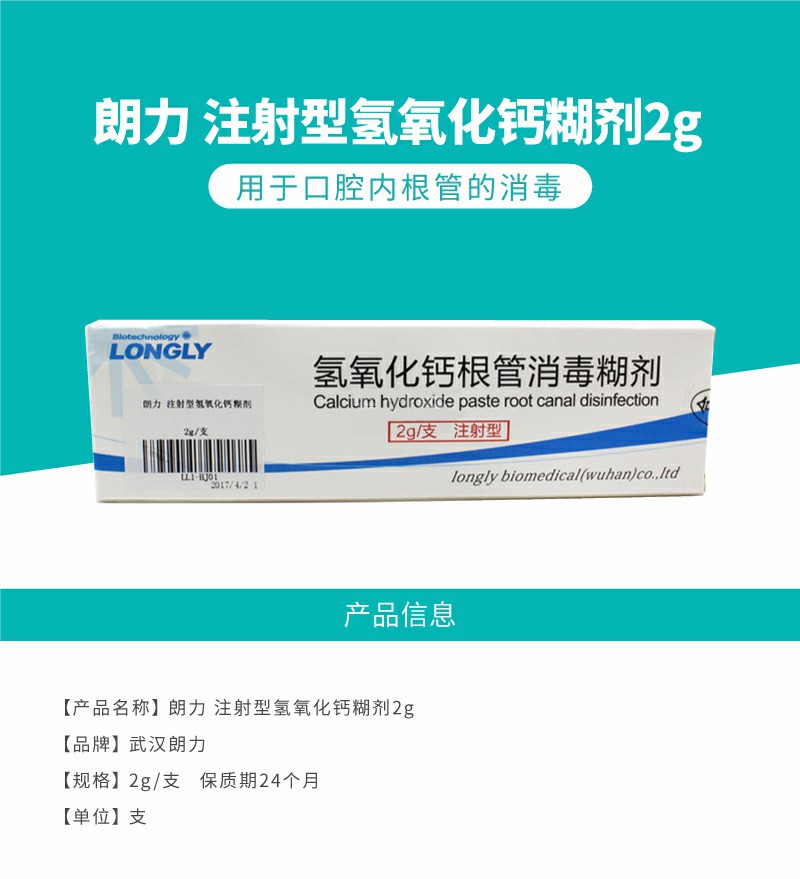 朗力 注射型氢氧化钙糊剂2g
用于口腔内根管的消毒
Biotechnology
LONGLY
氢氧化钙根管消毒糊剂
Calcium hydroxide paste root canal disinfection
2g/支 注射型
朗力 注射型氢氧化钙糊剂
2g/支
LL1-HJ01
2017/4/2 1
longly biomedical(wuhan)co.,ltd
产品信息
【产品名称】朗力 注射型氢氧化钙糊剂2g
【品牌】武汉朗力
【规格】2g/支 保质期24个月
【单位】支